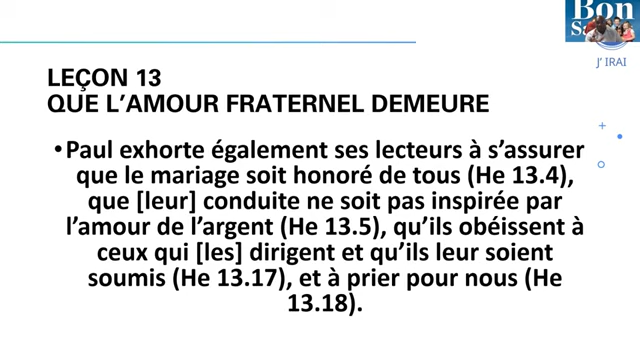 Bon
J' IRAI
LEÇON 13
QUE L'AMOUR FRATERNEL DEMEURE
•Paul exhorte également ses lecteurs à s'assurer
que le mariage soit honoré de tous (He 13.4),
que [leur] conduite ne soit pas inspirée par
l'amour de l'argent (He 13.5), qu'ils obéissent à
ceux qui [les] dirigent et qu'ils leur soient
soumis (He 13.17), et à prier pour nous (He
13.18).